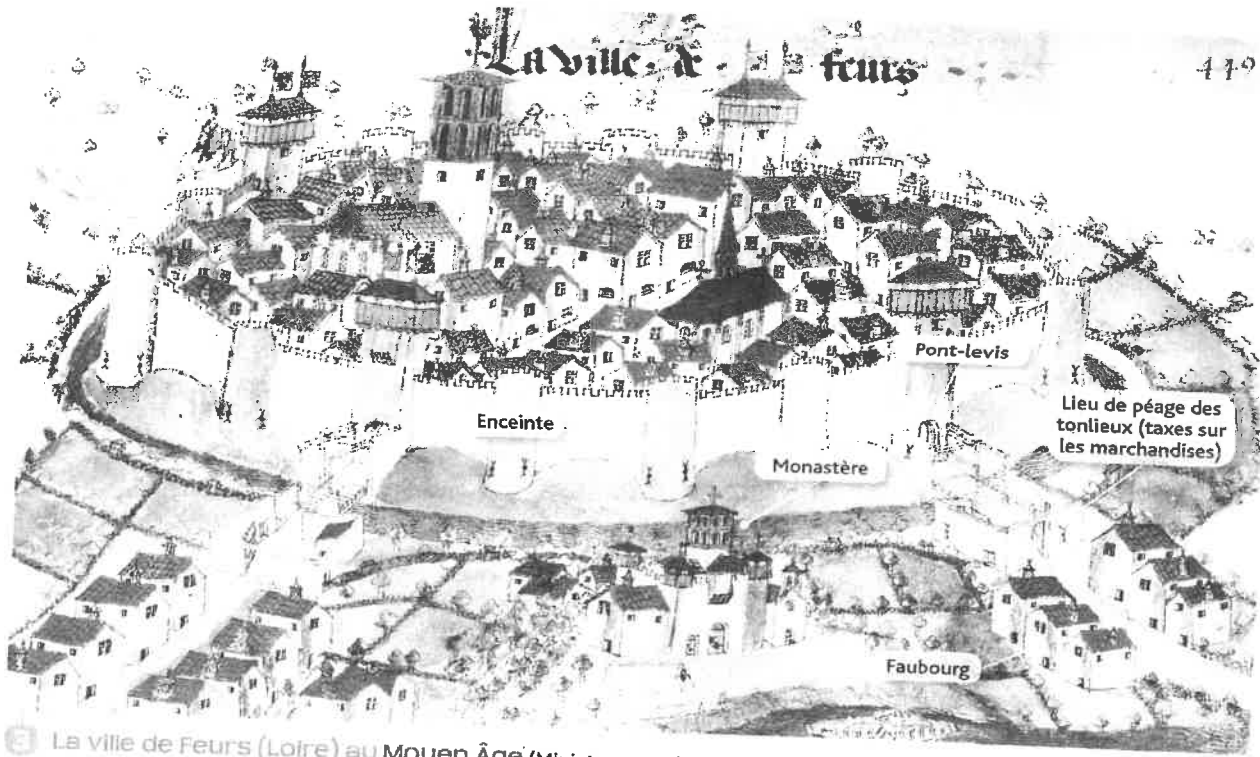 La ville de feurs
449
Pont-levis
Enceinte
Lieu de péage des
tonlieux (taxes sur
les marchandises)
Monastère
Faubourg
3 La ville de Feurs (Loire) au Moyen Âge